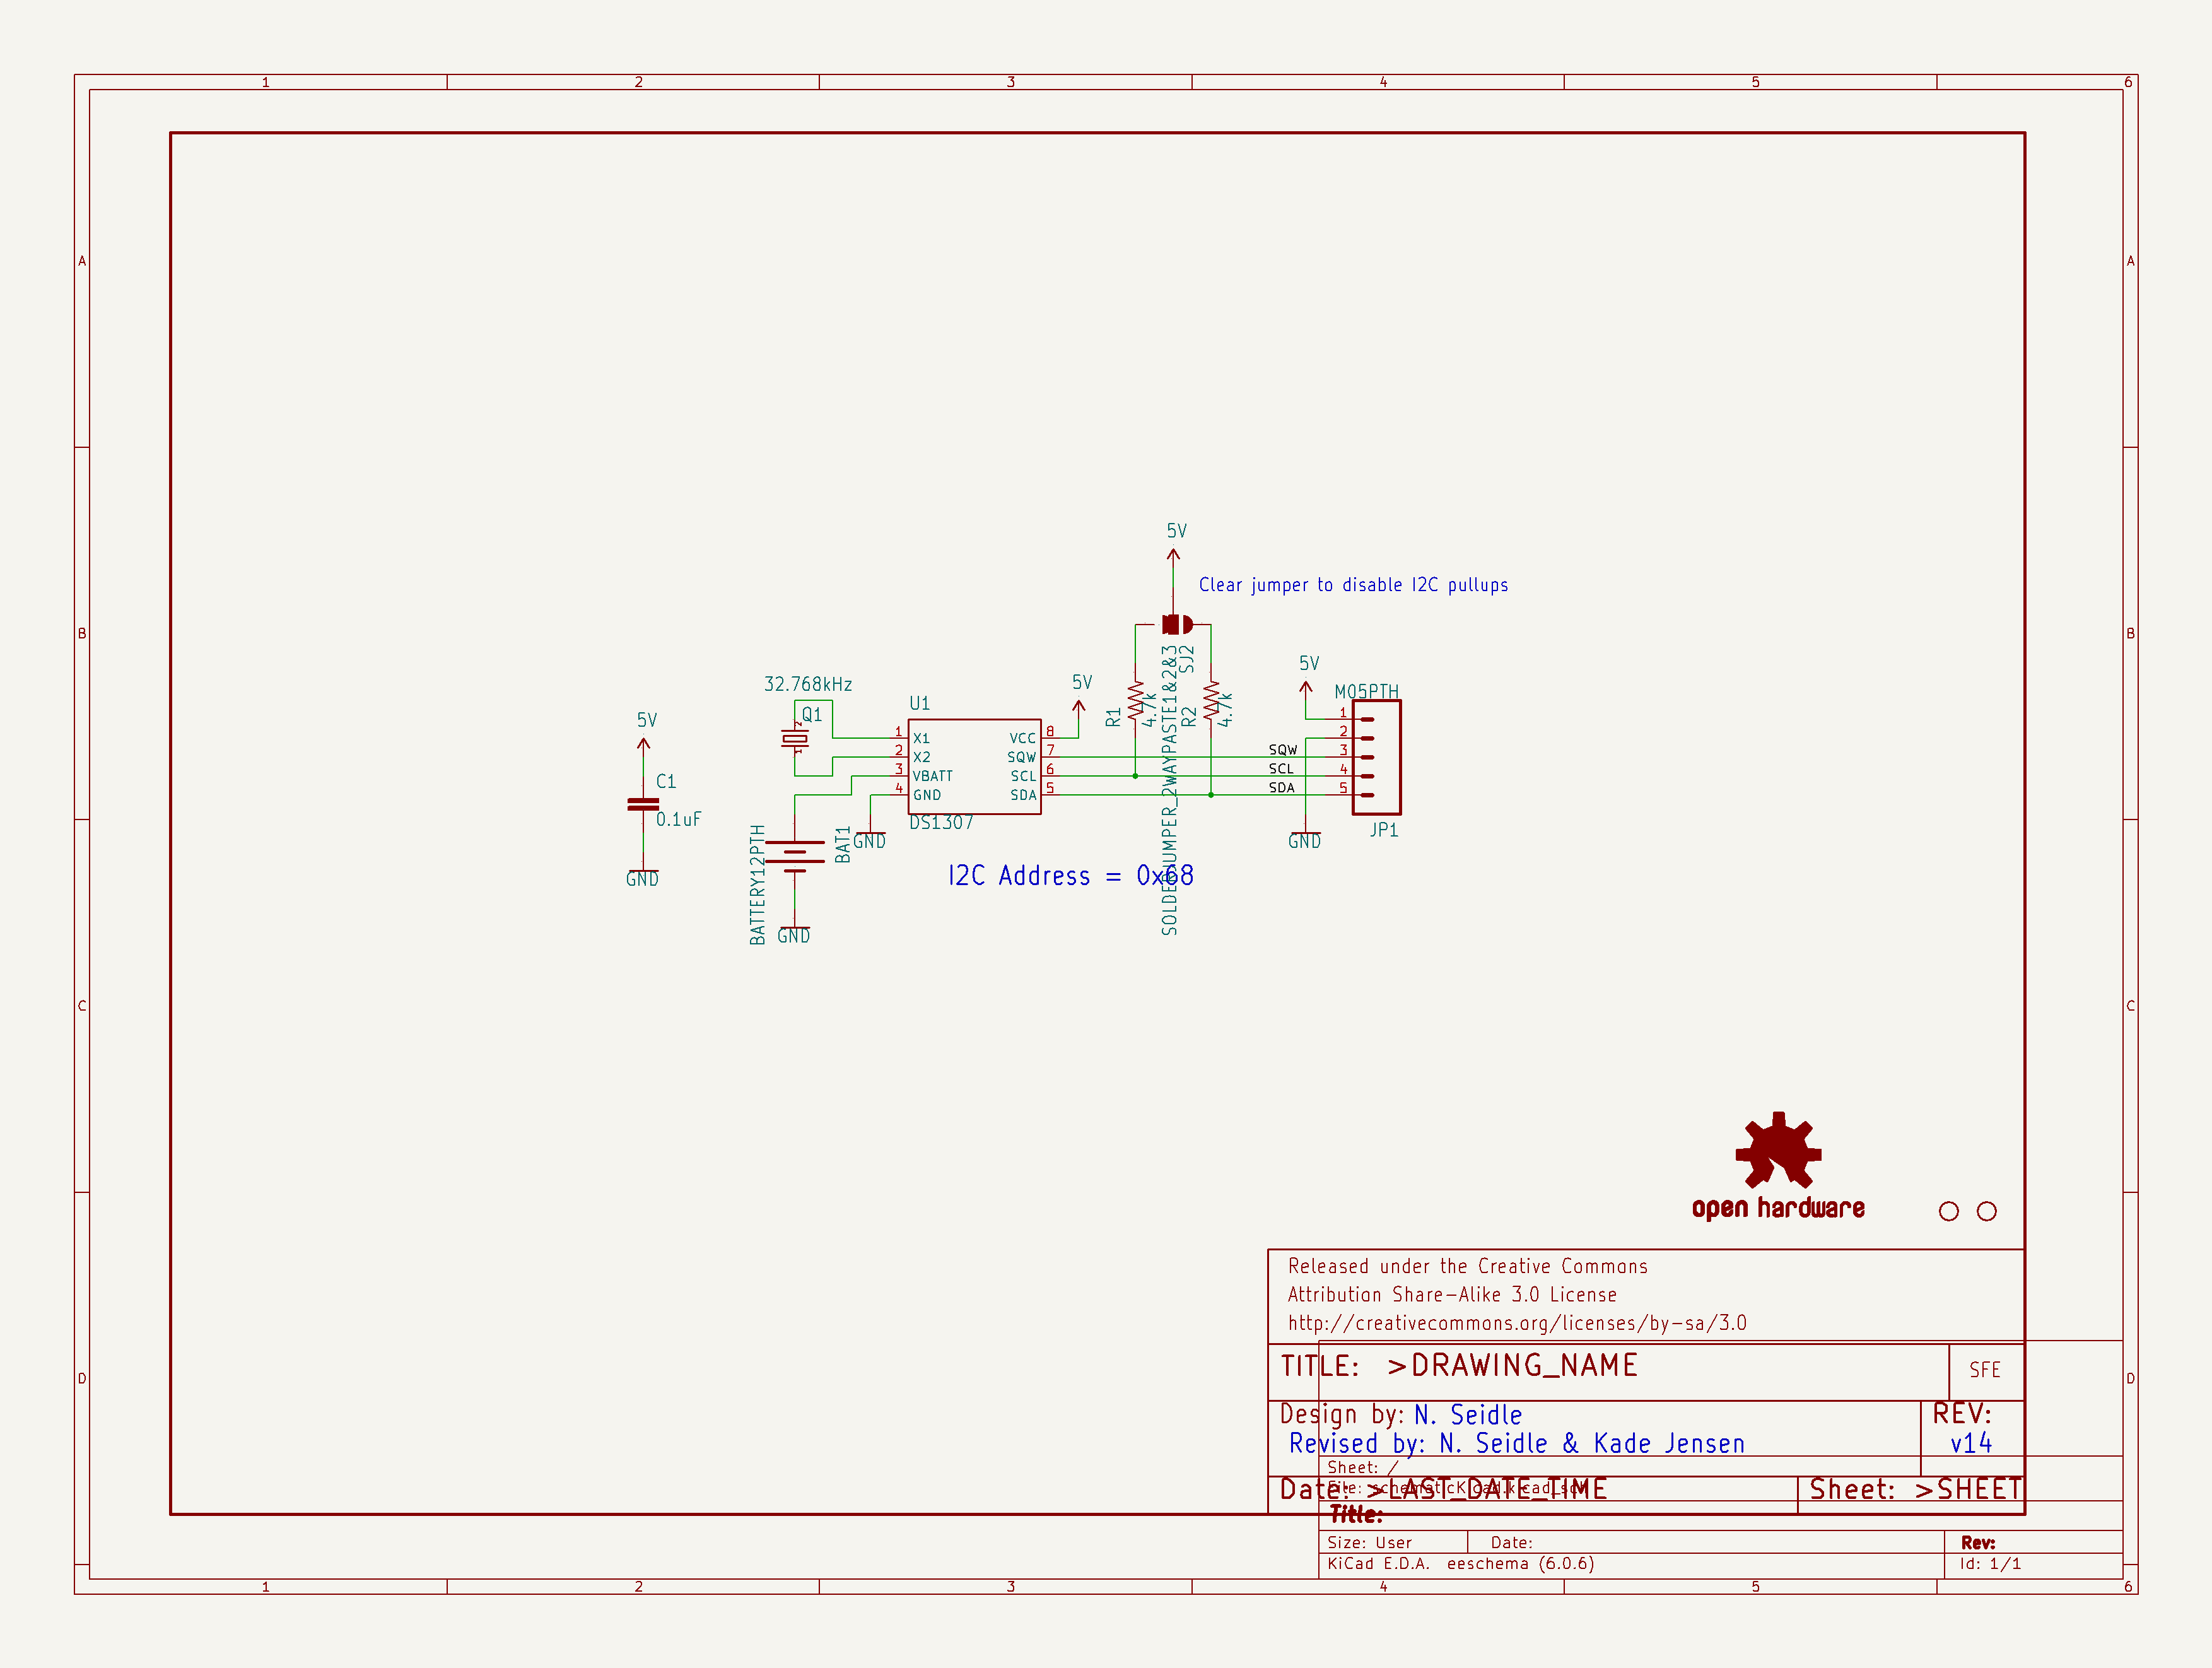 1 2 3 4 5 6
A A
5V
Clear jumper to disable I2C pullups
B B
SOLDERJUMPER_2WAYPASTE1&2&3
SJ2
5V
32.768kHz
5V
M05PTH
U1
Q1
2
1
R1
4.7k
R2
4.7k
5V
1 X1 VCC 8
2 X2 SQW 7
3 VBATT SCL 6
4 GND SDA 5
SQW
SCL
SDA
1
2
3
4
5
C1
0.1uF
DS1307
JP1
GND
GND
BAT1
BATTERY12PTH
GND
I2C Address = 0x68
GND
C C
open hardware
Released under the Creative Commons
Attribution Share-Alike 3.0 License
http://creativecommons.org/licenses/by-sa/3.0
TITLE: >DRAWING_NAME
SFE
D D
Design by: N. Seidle
REV:
Revised by: N. Seidle & Kade Jensen
v14
Sheet: /
Date: >LAST_DATE_TIME
Sheet: >SHEET
Title:
Size: User Date: Rev:
KiCad E.D.A. eeschema (6.0.6) Id: 1/1
1 2 3 4 5 6